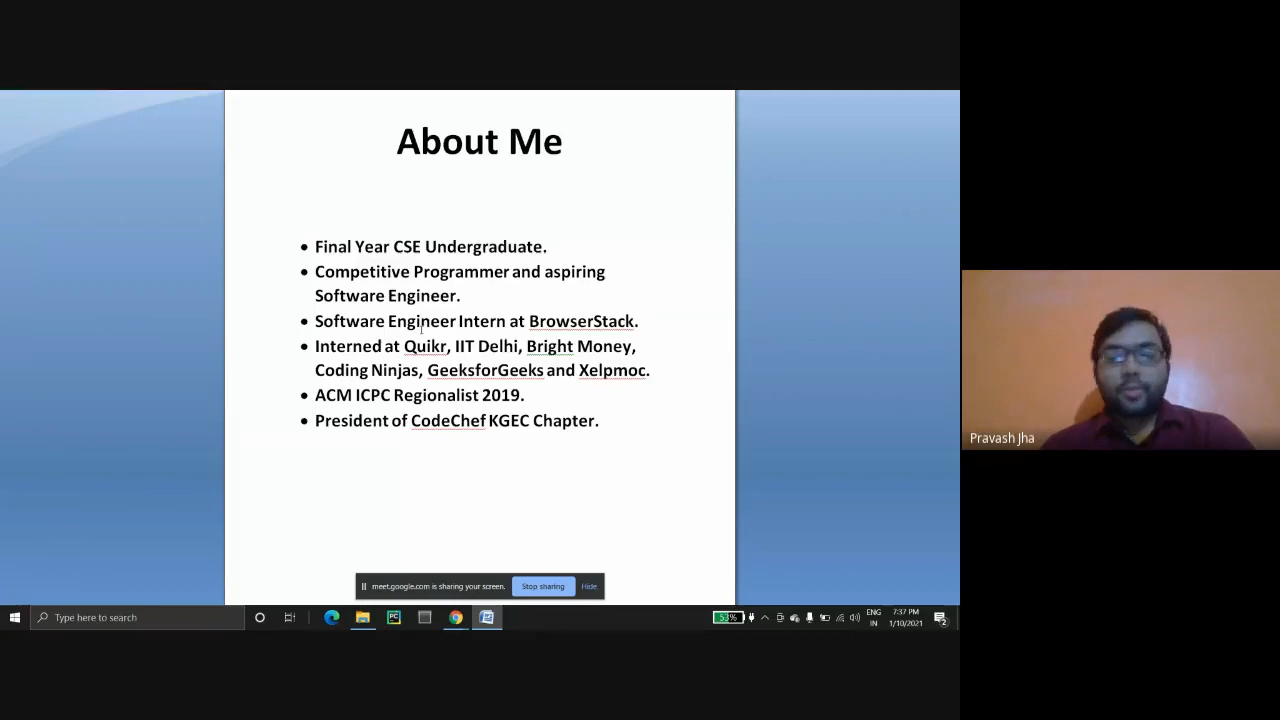 About Me
• Final Year CSE Undergraduate.
• Competitive Programmer and aspiring
Software Engineer.
• Software Engineer Intern at BrowserStack.
• Interned at Quikr, IIT Delhi, Bright Money,
Coding Ninjas, GeeksforGeeks and Xelpmoc.
• ACM ICPC Regionalist 2019.
• President of CodeChef KGEC Chapter.
Pravash Jha
meet.google.com is sharing your screen. Stop sharing Hide
Type here to search
PC
53%
ENG
IN
7:37 PM
1/10/2021
2